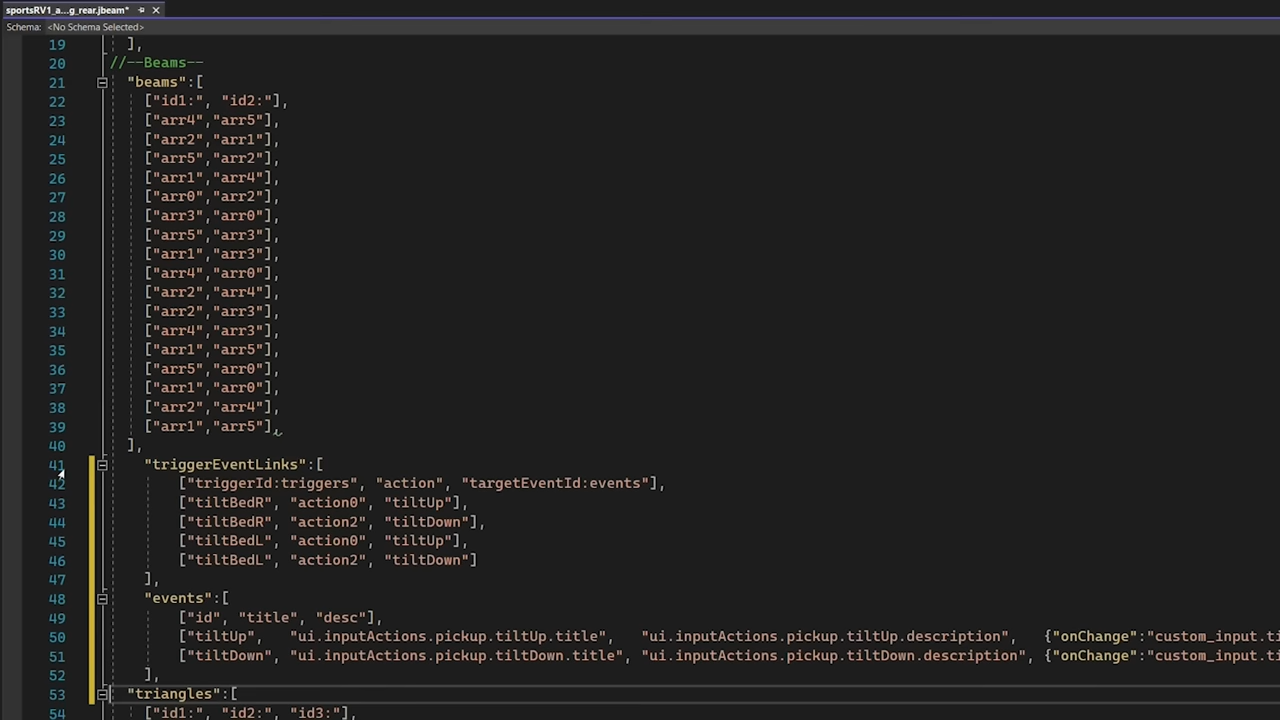 sportsRV1_a...g_rear.jbeam*
Schema: <No Schema Selected>
19 ],
20 //--Beams--
21 "beams":[
22 ["id1:", "id2:"],
23 ["arr4","arr5"],
24 ["arr2","arr1"],
25 ["arr5","arr2"],
26 ["arr1","arr4"],
27 ["arr0","arr2"],
28 ["arr3","arr0"],
29 ["arr5","arr3"],
30 ["arr1","arr3"],
31 ["arr4","arr0"],
32 ["arr2","arr4"],
33 ["arr2","arr3"],
34 ["arr4","arr3"],
35 ["arr1","arr5"],
36 ["arr5","arr0"],
37 ["arr1","arr0"],
38 ["arr2","arr4"],
39 ["arr1","arr5"],
40 ],
41 "triggerEventLinks":[
42 ["triggerId:triggers", "action", "targetEventId:events"],
43 ["tiltBedR", "action0", "tiltUp"],
44 ["tiltBedR", "action2", "tiltDown"],
45 ["tiltBedL", "action0", "tiltUp"],
46 ["tiltBedL", "action2", "tiltDown"]
47 ],
48 "events":[
49 ["id", "title", "desc"],
50 ["tiltUp", "ui.inputActions.pickup.tiltUp.title", "ui.inputActions.pickup.tiltUp.description", {"onChange":"custom_input.ti
51 ["tiltDown", "ui.inputActions.pickup.tiltDown.title", "ui.inputActions.pickup.tiltDown.description", {"onChange":"custom_input.ti
52 ],
53 "triangles":[
54 ["id1:", "id2:", "id3:"],